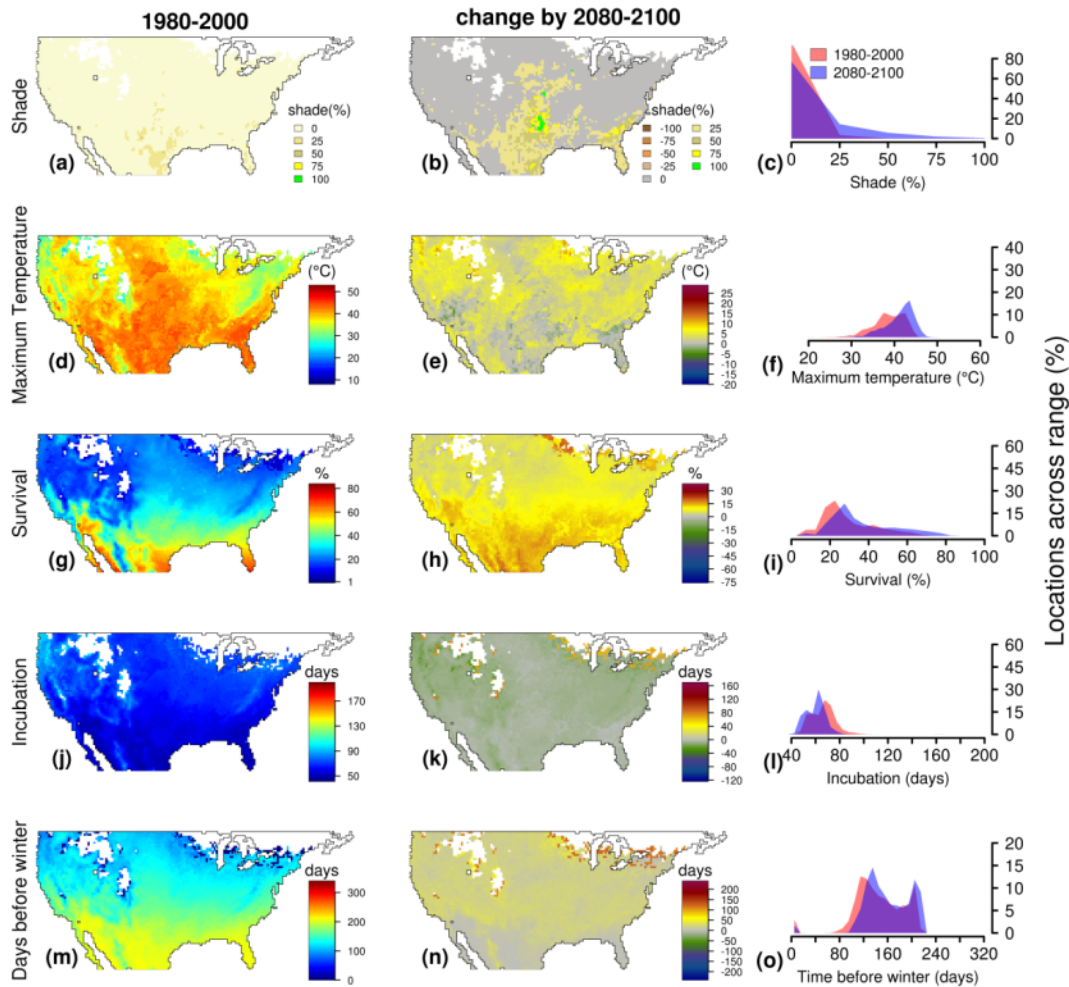 1980-2000
change by 2080-2100
Shade
(a)
shade(%)
0
25
50
75
100
(b)
shade(%)
-100
-75
-50
-25
0
25
50
75
100
1980-2000
2080-2100
80
60
40
20
0
0 25 50 75 100
(c)
Shade (%)
Maximum Temperature
(d)
(°C)
50
40
30
20
10
(e)
(°C)
25
20
15
10
5
0
-5
-10
-15
-20
40
30
20
10
0
20 30 40 50 60
(f)
Maximum temperature (°C)
Survival
(g)
%
80
60
40
20
1
(h)
%
30
15
0
-15
-30
-45
-60
-75
60
45
30
15
0
0 20 40 60 80 100
(i)
Survival (%)
Incubation
(j)
days
170
130
90
50
(k)
days
160
120
80
40
0
-40
-80
-120
60
45
30
15
0
40 80 120 160 200
(l)
Incubation (days)
Days before winter
(m)
days
300
200
100
0
(n)
days
200
150
100
50
0
-50
-100
-150
-200
20
15
10
5
0
0 80 160 240 320
(o)
Time before winter (days)
Locations across range (%)